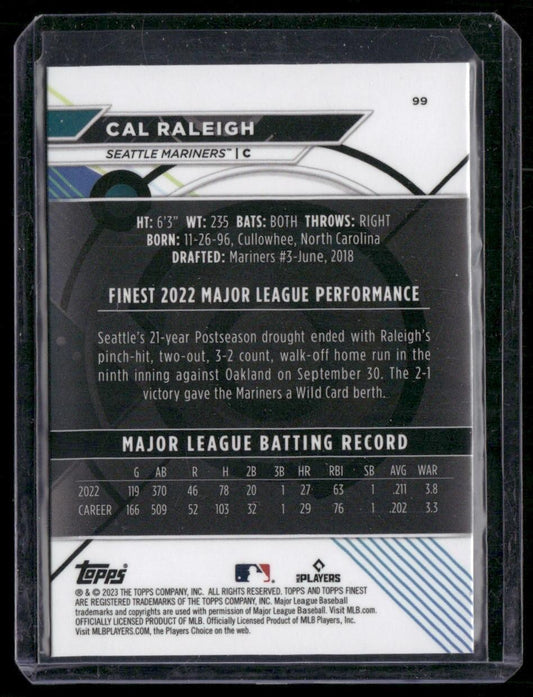 99
CAL RALEIGH
SEATTLE MARINERS™ | C
HT: 6'3" WT: 235 BATS: BOTH THROWS: RIGHT
BORN: 11-26-96, Cullowhee, North Carolina
DRAFTED: Mariners #3-June, 2018
FINEST 2022 MAJOR LEAGUE PERFORMANCE
Seattle's 21-year Postseason drought ended with Raleigh's
pinch-hit, two-out, 3-2 count, walk-off home run in the
ninth inning against Oakland on September 30. The 2-1
victory gave the Mariners a Wild Card berth.
MAJOR LEAGUE BATTING RECORD
G AB R H 2B 3B HR RBI SB AVG WAR
2022 119 370 46 78 20 1 27 63 1 .211 3.8
CAREER 166 509 52 103 32 1 29 76 1 .202 3.3
Topps
PLAYERS
® & © 2023 THE TOPPS COMPANY, INC. ALL RIGHTS RESERVED. TOPPS AND TOPPS FINEST
ARE REGISTERED TRADEMARKS OF THE TOPPS COMPANY, INC. Major League Baseball
trademarks and copyrights are used with permission of Major League Baseball. Visit MLB.com.
OFFICIALLY LICENSED PRODUCT OF MLB. Officially Licensed Product of MLB Players, Inc.
Visit MLBPLAYERS.COM, the Players Choice on the web.